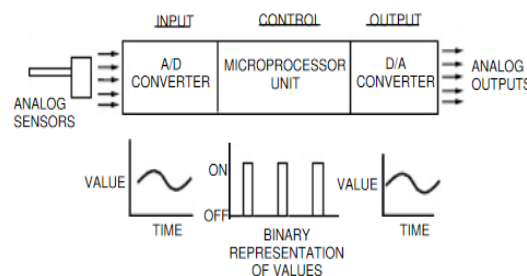 INPUT CONTROL OUTPUT
A/D CONVERTER
MICROPROCESSOR UNIT
D/A CONVERTER
ANALOG SENSORS
ANALOG OUTPUTS
VALUE
TIME
ON
OFF
BINARY
REPRESENTATION
OF VALUES
VALUE
TIME